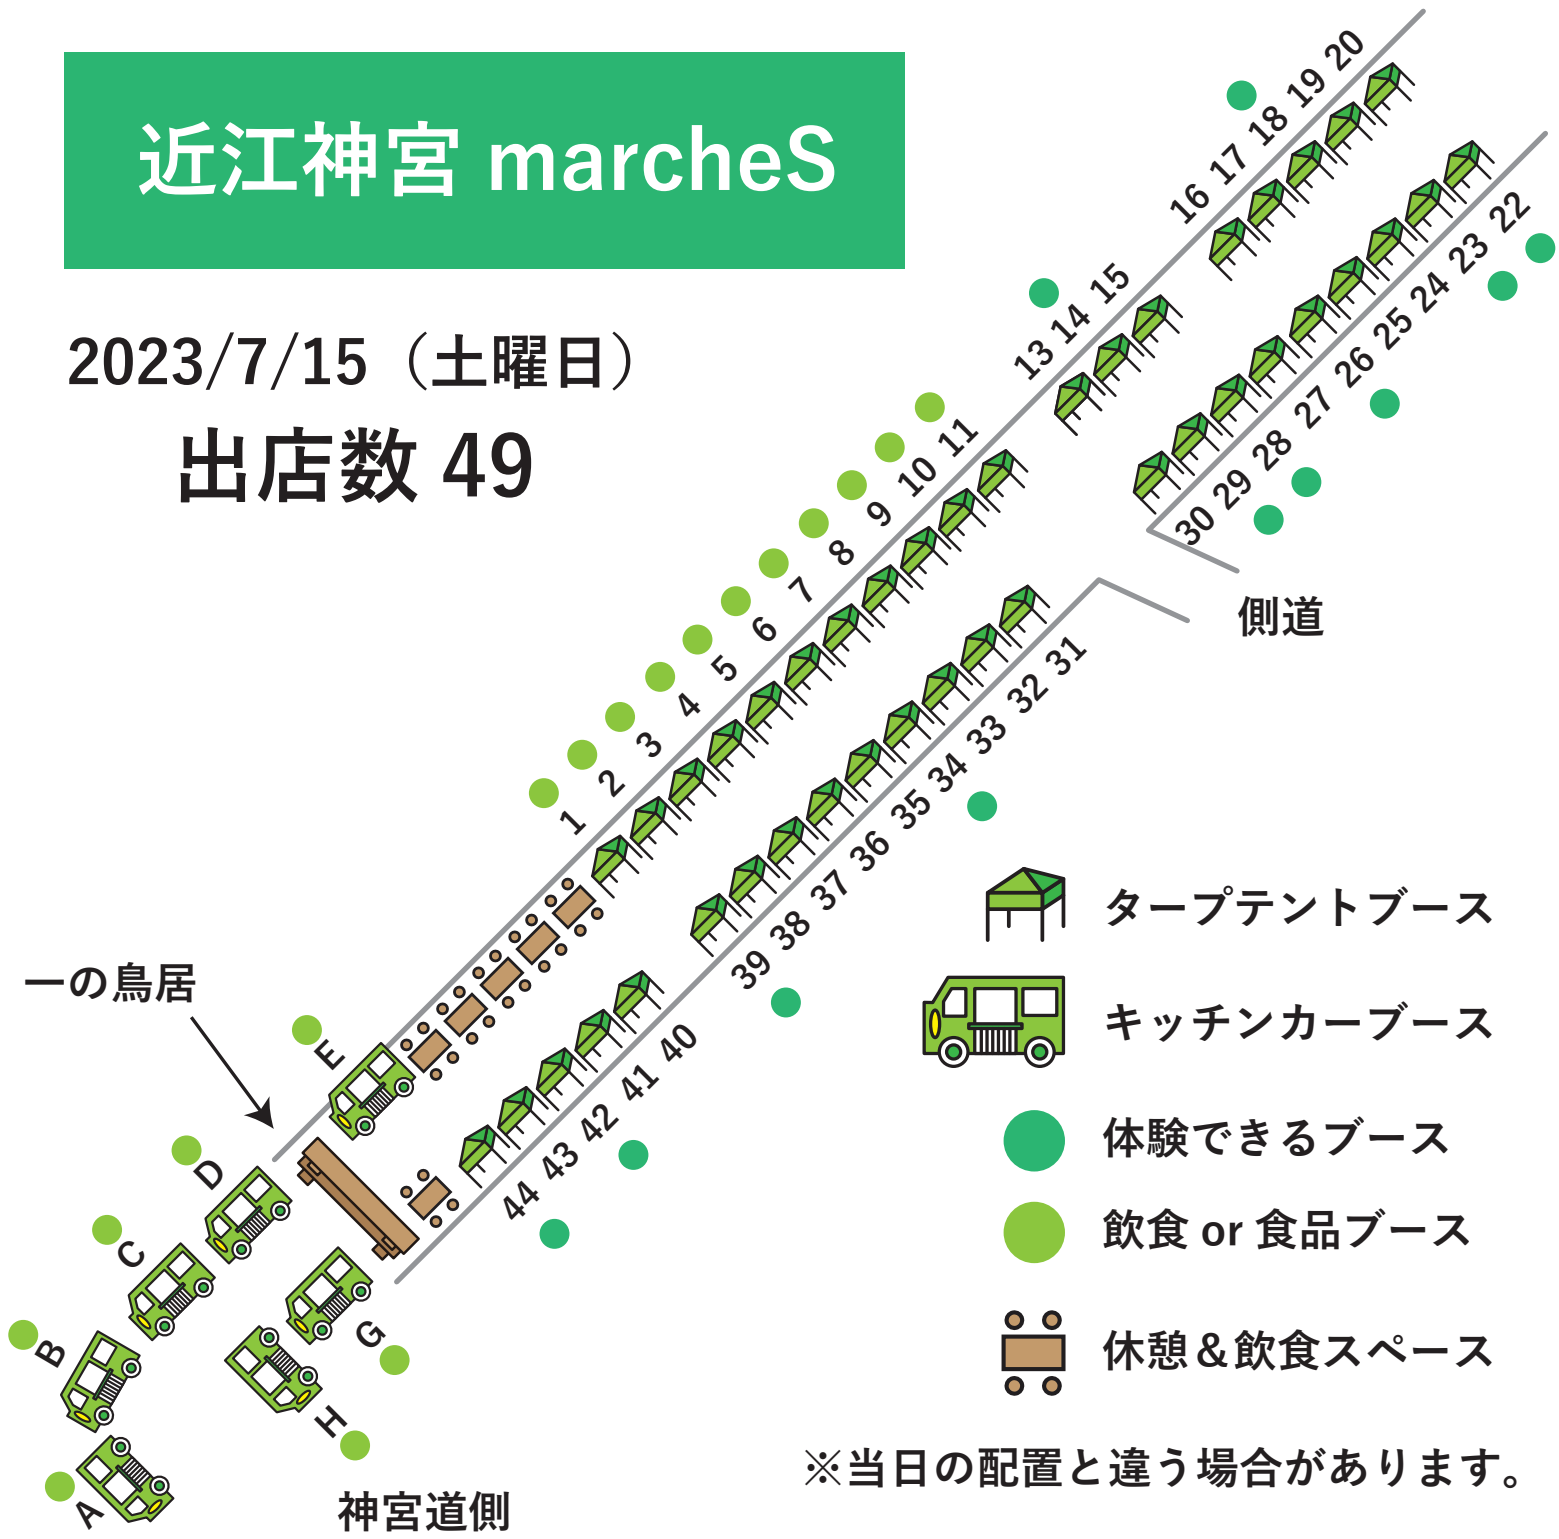 近江神宮 marcheS
2023/7/15（土曜日）
出店数 49
16 17 18 19 20
13 14 15
1 2 3 4 5 6 7 8 9 10 11
30 29 28 27 26 25 24 23 22
側道
39 38 37 36 35 34 33 32 31
44 43 42 41 40
一の鳥居
E
D
C
B
A
G
H
神宮道側
タープテントブース
キッチンカーブース
体験できるブース
飲食 or 食品ブース
休憩＆飲食スペース
※当日の配置と違う場合があります。